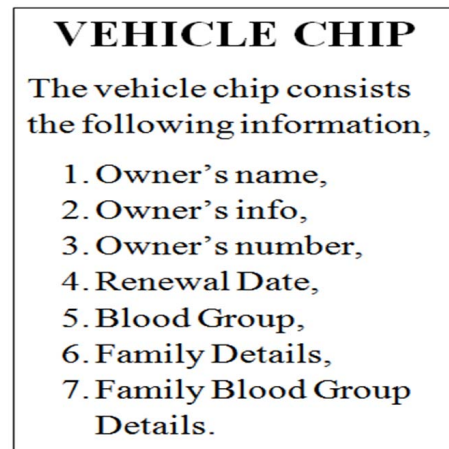 VEHICLE CHIP
The vehicle chip consists
the following information,
1. Owner’s name,
2. Owner’s info,
3. Owner’s number,
4. Renewal Date,
5. Blood Group,
6. Family Details,
7. Family Blood Group
Details.